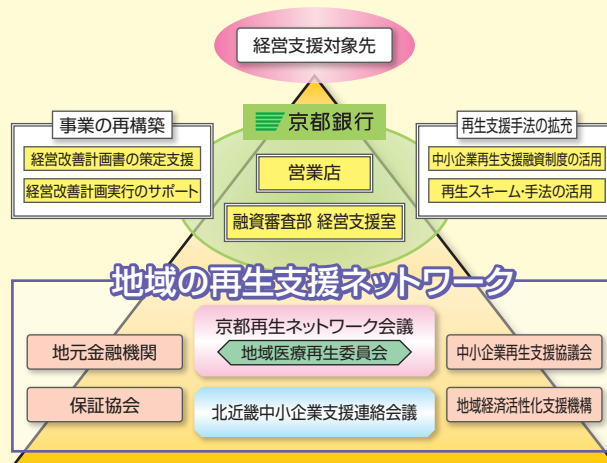 経営支援対象先
京都銀行
事業の再構築
経営改善計画書の策定支援
経営改善計画実行のサポート
再生支援手法の拡充
中小企業再生支援融資制度の活用
再生スキーム・手法の活用
営業店
融資審査部 経営支援室
地域の再生支援ネットワーク
地元金融機関
保証協会
京都再生ネットワーク会議
地域医療再生委員会
北近畿中小企業支援連絡会議
中小企業再生支援協議会
地域経済活性化支援機構